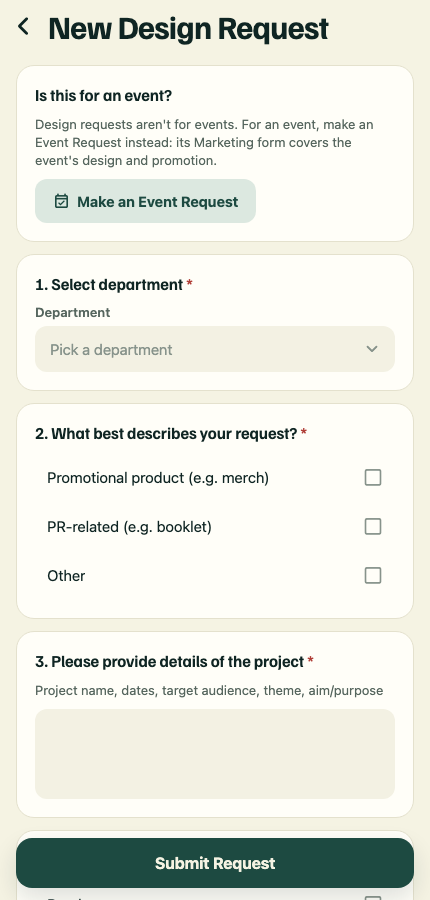 New Design Request
Is this for an event?
Design requests aren't for events. For an event, make an
Event Request instead: its Marketing form covers the
event's design and promotion.
Make an Event Request
1. Select department *
Department
Pick a department
2. What best describes your request? *
Promotional product (e.g. merch)
PR-related (e.g. booklet)
Other
3. Please provide details of the project *
Project name, dates, target audience, theme, aim/purpose
Submit Request